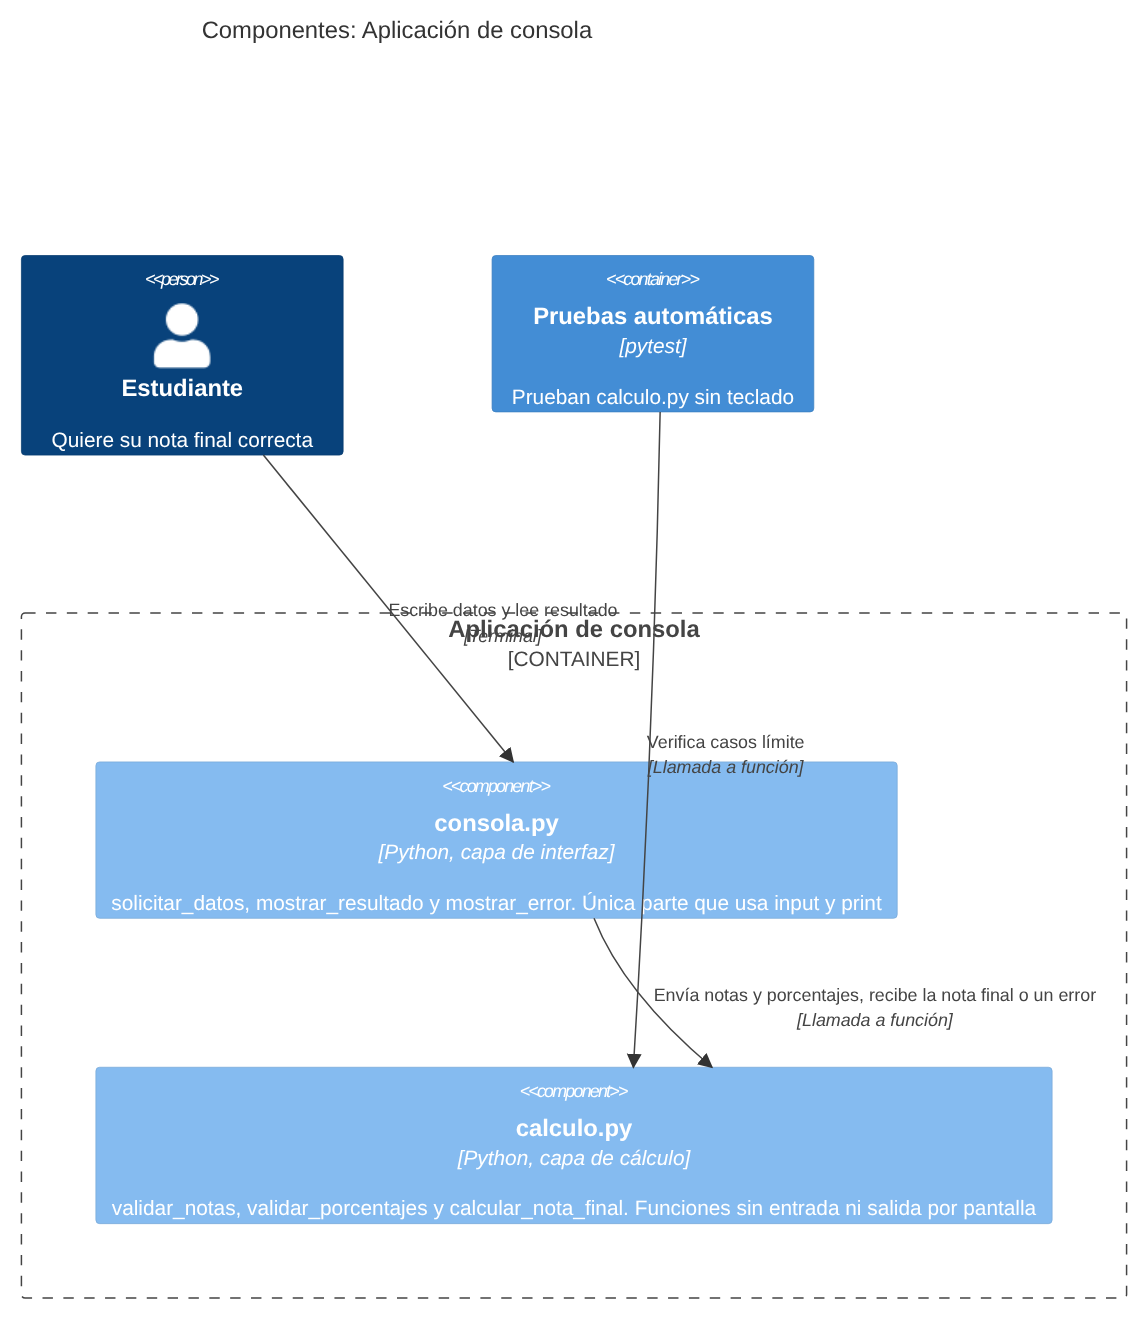 Componentes: Aplicación de consola
<<person>>
Estudiante
Quiere su nota final correcta
<<container>>
Pruebas automáticas
[pytest]
Prueban calculo.py sin teclado
Escribe datos y lee resultado
[Terminal]
Aplicación de consola
[CONTAINER]
Verifica casos límite
[Llamada a función]
<<component>>
consola.py
[Python, capa de interfaz]
solicitar_datos, mostrar_resultado y mostrar_error. Única parte que usa input y print
Envía notas y porcentajes, recibe la nota final o un error
[Llamada a función]
<<component>>
calculo.py
[Python, capa de cálculo]
validar_notas, validar_porcentajes y calcular_nota_final. Funciones sin entrada ni salida por pantalla